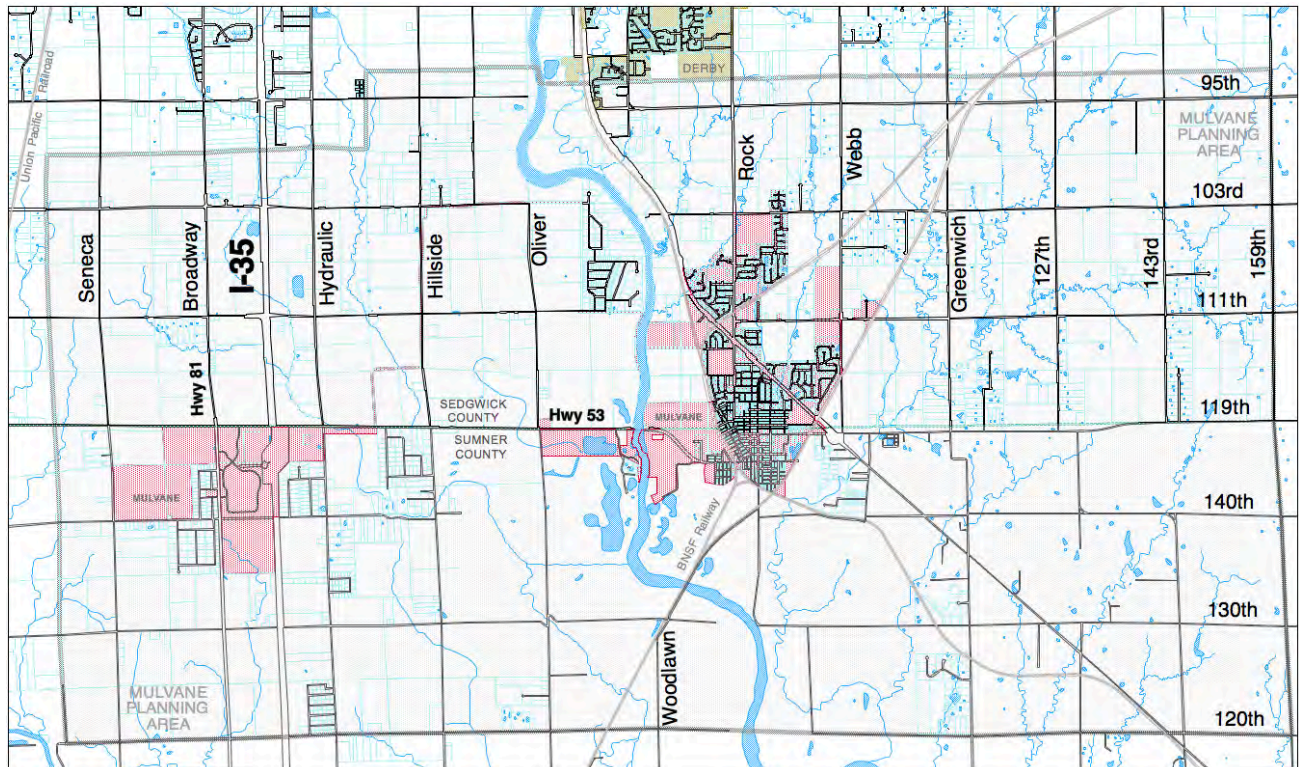 DERBY
Union Pacific Railroad
95th
MULVANE
PLANNING
AREA
Rock
Webb
103rd
Seneca
Broadway
I-35
Hydraulic
Hillside
Oliver
Greenwich
127th
143rd
159th
111th
Hwy 81
SEDGWICK
COUNTY
Hwy 53
MULVANE
119th
SUMNER
COUNTY
MULVANE
140th
BNSF Railway
130th
Woodlawn
MULVANE
PLANNING
AREA
120th